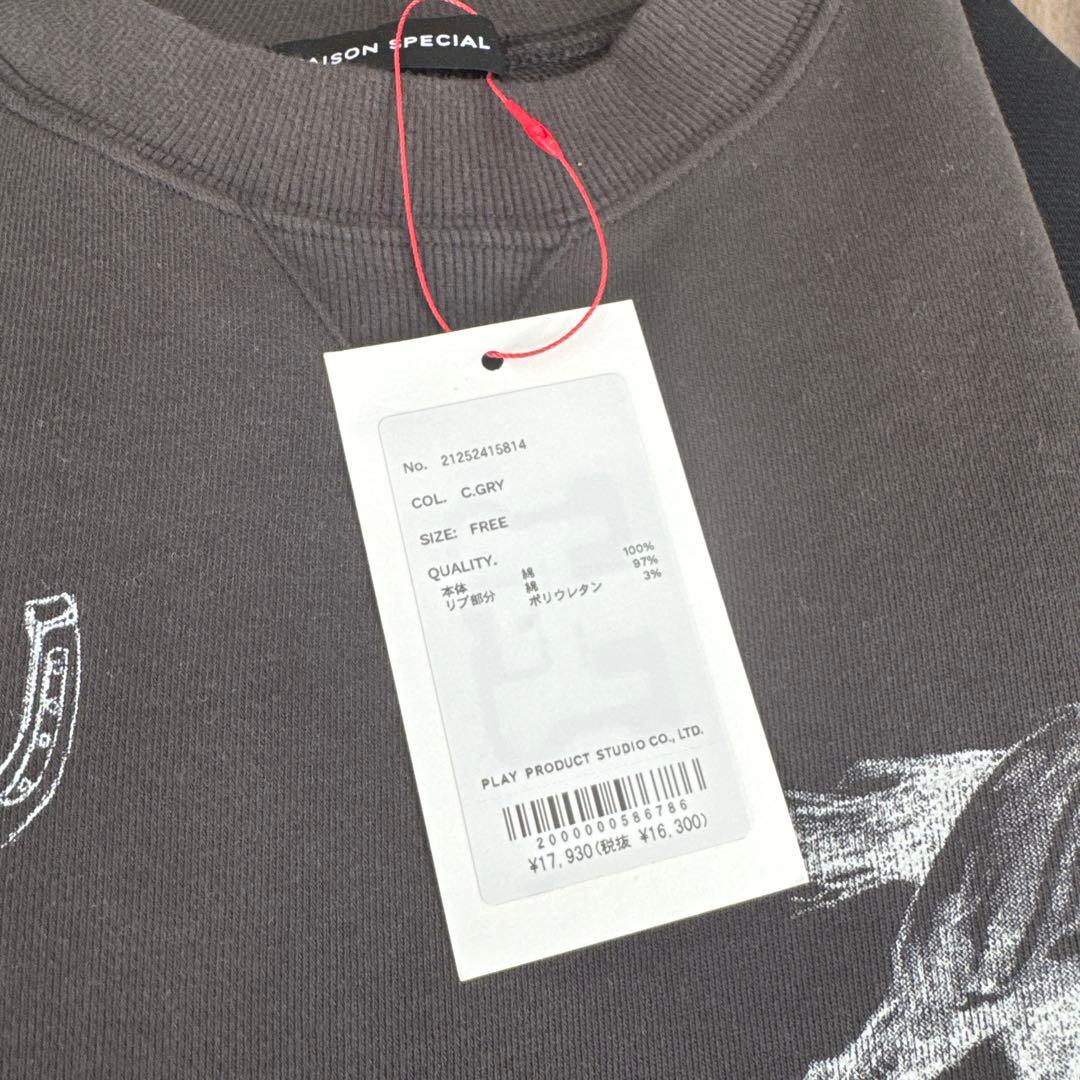 AISON SPECIAL
No. 21252415814
COL. C.GRY
SIZE: FREE
QUALITY.
本体 綿 100%
リブ部分 綿 97%
ポリウレタン 3%
PLAY PRODUCT STUDIO CO., LTD.
2000000586786
¥17,930(税抜 ¥16,300)